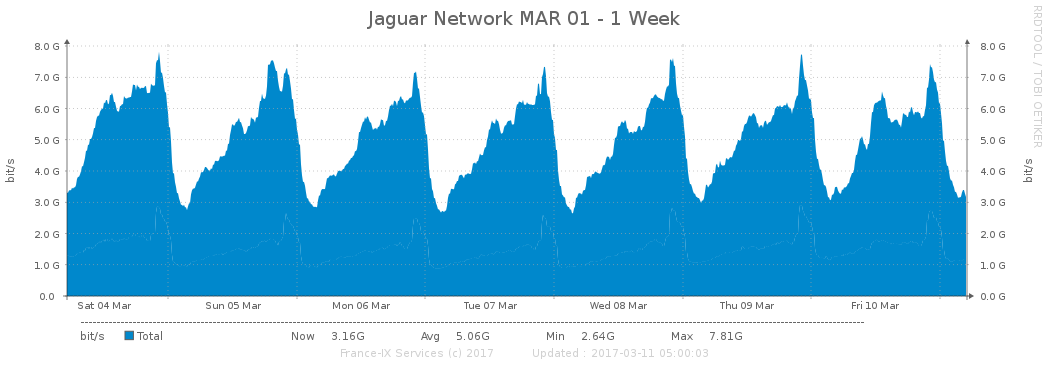 Jaguar Network MAR 01 - 1 Week
RRDTOOL / TOBI OETIKER
bit/s
8.0 G 8.0 G
7.0 G 7.0 G
6.0 G 6.0 G
5.0 G 5.0 G
4.0 G 4.0 G
3.0 G 3.0 G
2.0 G 2.0 G
1.0 G 1.0 G
0.0 0.0 G
bit/s
Sat 04 Mar Sun 05 Mar Mon 06 Mar Tue 07 Mar Wed 08 Mar Thu 09 Mar Fri 10 Mar
bit/s Total Now 3.16G Avg 5.06G Min 2.64G Max 7.81G
France-IX Services (c) 2017 Updated : 2017-03-11 05:00:03